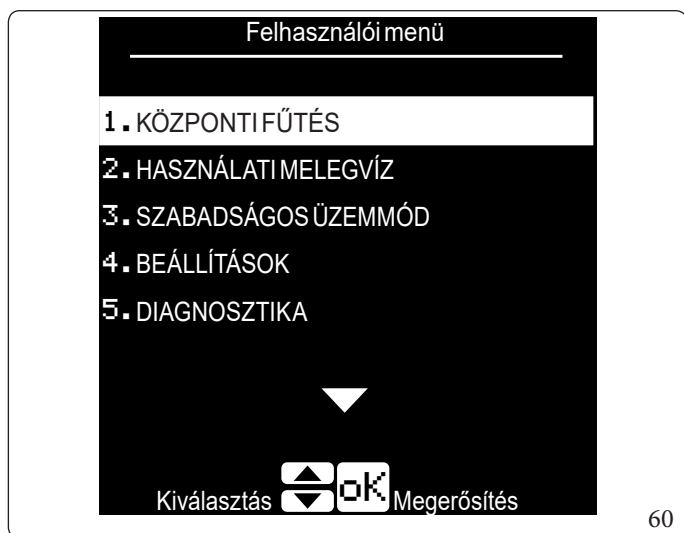 Felhasználói menü
1. KÖZPONTI FŰTÉS
2. HASZNÁLATI MELEGVÍZ
3. SZABADSÁGOS ÜZEMMÓD
4. BEÁLLÍTÁSOK
5. DIAGNOSZTIKA
Kiválasztás oK Megerősítés
60